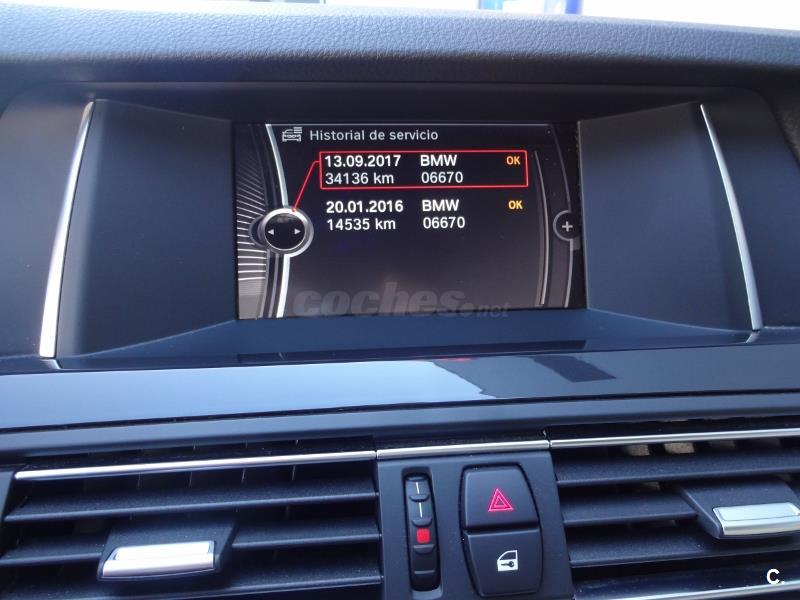 Historial de servicio
13.09.2017 BMW OK
34136 km 06670
20.01.2016 BMW OK
14535 km 06670
coches.net
C.